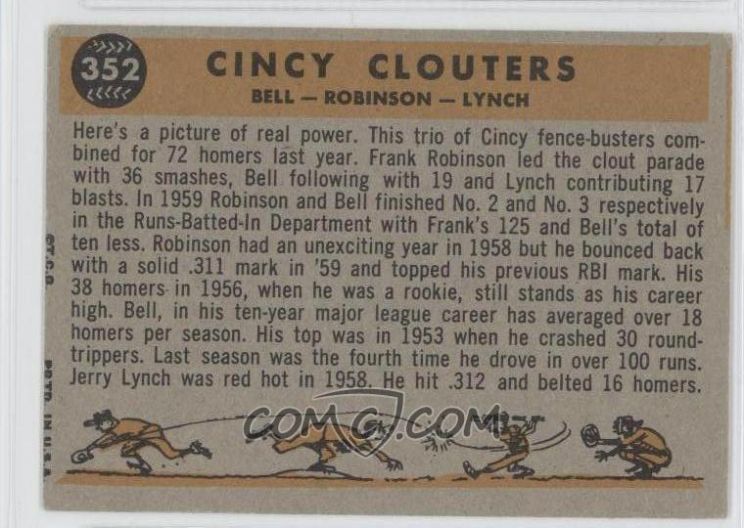 352
CINCY CLOUTERS
BELL — ROBINSON — LYNCH
Here's a picture of real power. This trio of Cincy fence-busters com-
bined for 72 homers last year. Frank Robinson led the clout parade
with 36 smashes, Bell following with 19 and Lynch contributing 17
blasts. In 1959 Robinson and Bell finished No. 2 and No. 3 respectively
in the Runs-Batted-In Department with Frank's 125 and Bell's total of
ten less. Robinson had an unexciting year in 1958 but he bounced back
with a solid .311 mark in '59 and topped his previous RBI mark. His
38 homers in 1956, when he was a rookie, still stands as his career
high. Bell, in his ten-year major league career has averaged over 18
homers per season. His top was in 1953 when he crashed 30 round-
trippers. Last season was the fourth time he drove in over 100 runs.
Jerry Lynch was red hot in 1958. He hit .312 and belted 16 homers.
©T.C.G.
PRTD. IN U.S.A.
COMC.COM